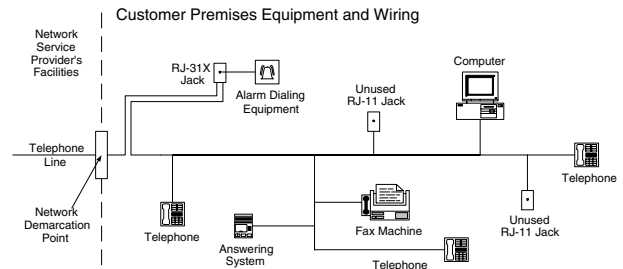 Customer Premises Equipment and Wiring
Network
Service
Provider's
Facilities
RJ-31X
Jack
Alarm Dialing
Equipment
Unused
RJ-11 Jack
Computer
Telephone
Line
Telephone
Network
Demarcation
Point
Telephone
Answering
System
Fax Machine
Unused
RJ-11 Jack
Telephone